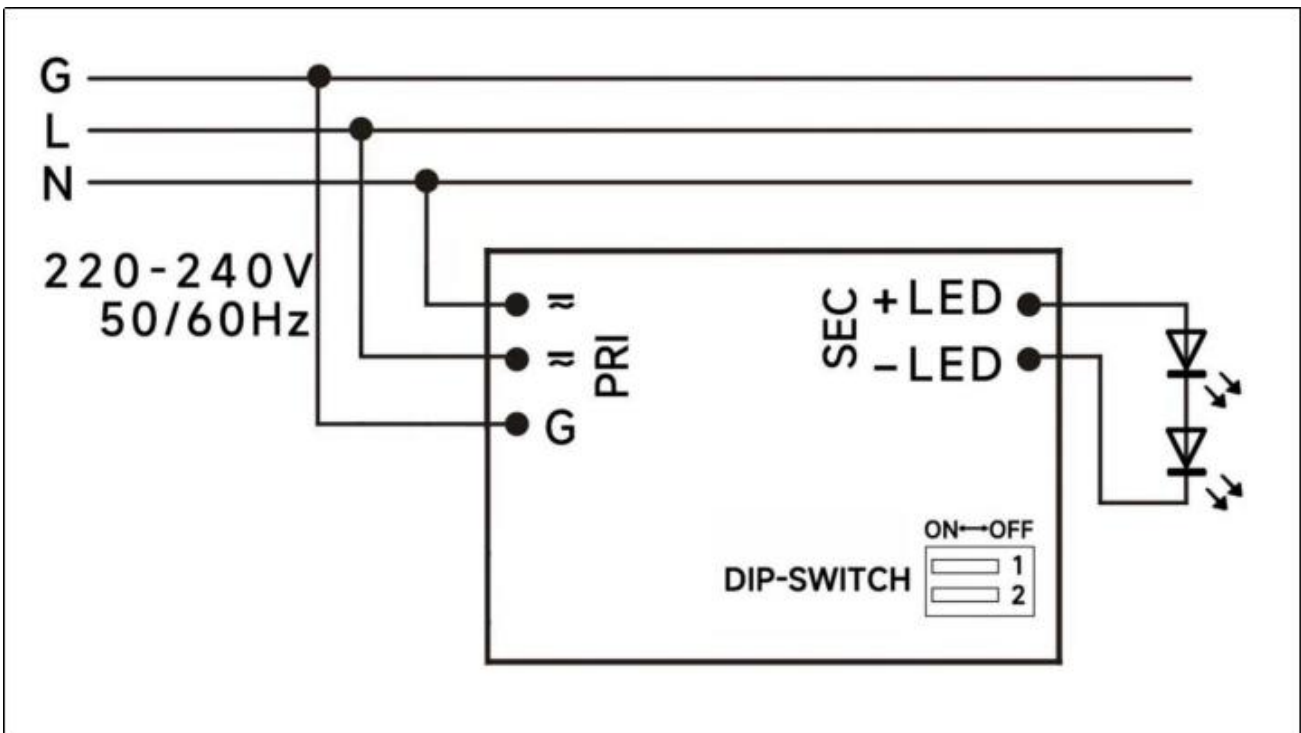 G
L
N
220-240V
50/60Hz
≂
≂
G
PRI
SEC
+LED
-LED
ON↔OFF
DIP-SWITCH
1
2